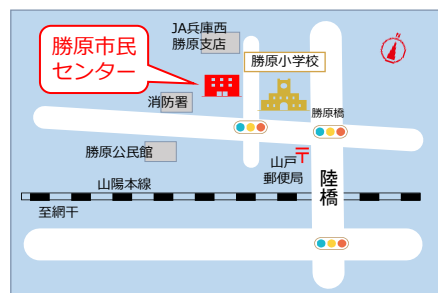 JA兵庫西
勝原支店
勝原市民
センター
勝原小学校
消防署
勝原橋
勝原公民館
山戸
郵便局
陸橋
山陽本線
至網干